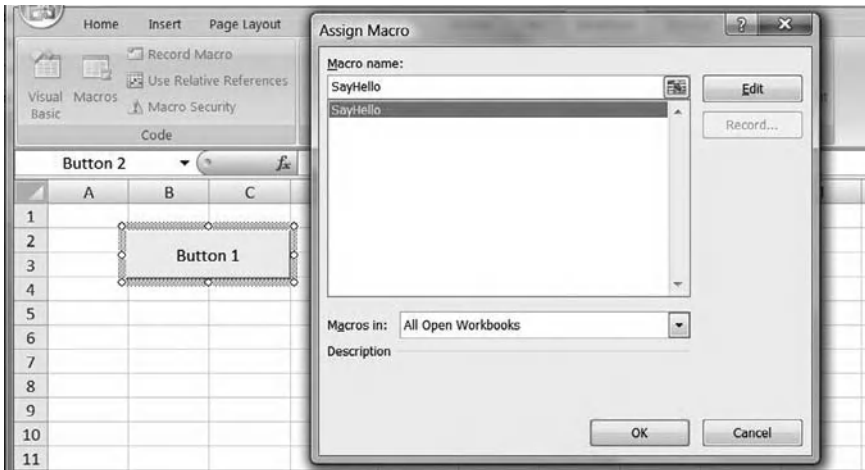 Home Insert Page Layout
Record Macro
Use Relative References
Macro Security
Visual Basic
Macros
Code
Button 2
fx
A B C
1
2
3
4
5
6
7
8
9
10
11
Button 1
Assign Macro
?
Macro name:
SayHello
SayHello
Edit
Record...
Macros in: All Open Workbooks
Description
OK Cancel